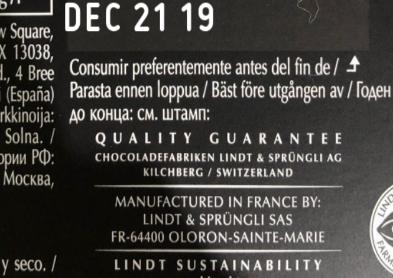 DEC 21 19
w Square,
X 13038,
d., 4 Bree
i (España)
rkkinoija:
Solna. /
ории РФ:
Москва,
y seco. /
Consumir preferentemente antes del fin de /
Parasta ennen loppua / Bäst före utgången av / Годен
до конца: см. штамп:
QUALITY GUARANTEE
CHOCOLADEFABRIKEN LINDT & SPRÜNGLI AG
KILCHBERG / SWITZERLAND
MANUFACTURED IN FRANCE BY:
LINDT & SPRÜNGLI SAS
FR-64400 OLORON-SAINTE-MARIE
LINDT SUSTAINABILITY
LINDT
FARM